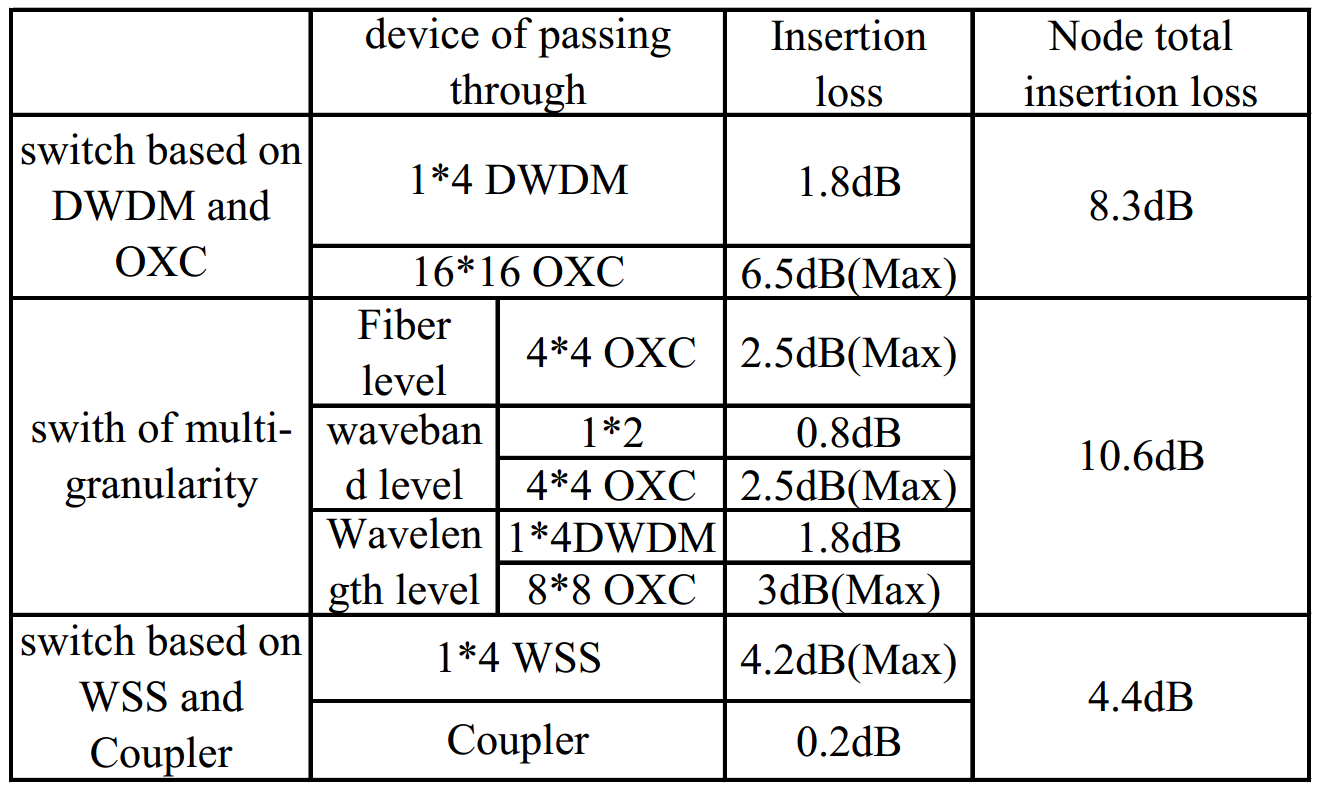 device of passing
through
Insertion
loss
Node total
insertion loss
switch based on
DWDM and
OXC
1*4 DWDM
1.8dB
8.3dB
16*16 OXC
6.5dB(Max)
swith of multi-
granularity
Fiber
level
4*4 OXC
2.5dB(Max)
10.6dB
waveban
d level
1*2
0.8dB
4*4 OXC
2.5dB(Max)
Wavelen
gth level
1*4DWDM
1.8dB
8*8 OXC
3dB(Max)
switch based on
WSS and
Coupler
1*4 WSS
4.2dB(Max)
4.4dB
Coupler
0.2dB